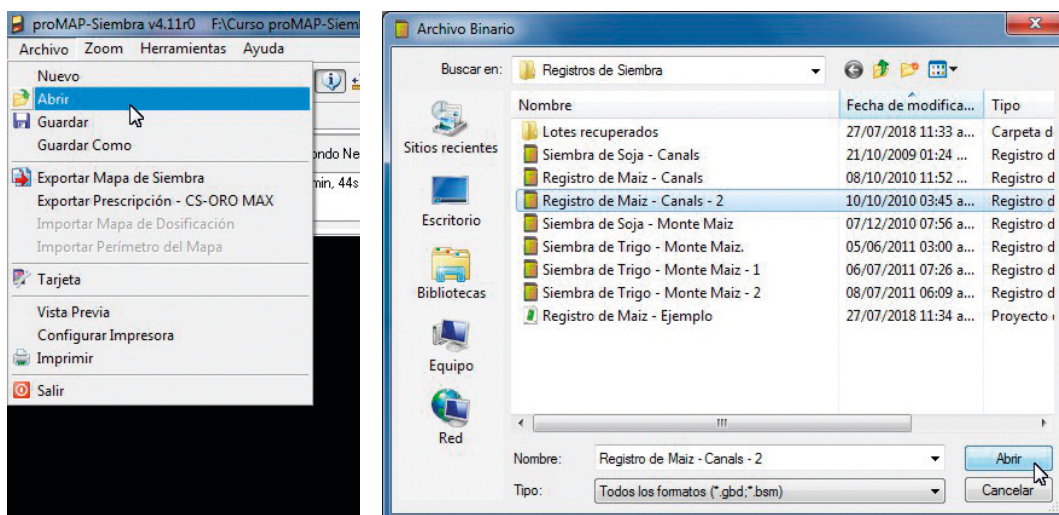 proMAP-Siembra v4.11r0 F:\Curso proMAP-Siem
Archivo Zoom Herramientas Ayuda
Nuevo
Abrir
Guardar
Guardar Como
Exportar Mapa de Siembra
Exportar Prescripción - CS-ORO MAX
Importar Mapa de Dosificación
Importar Perímetro del Mapa
Tarjeta
Vista Previa
Configurar Impresora
Imprimir
Salir
ondo Ne
min, 44s
Archivo Binario
Buscar en: Registros de Siembra
Sitios recientes
Escritorio
Bibliotecas
Equipo
Red
Nombre Fecha de modifica... Tipo
Lotes recuperados 27/07/2018 11:33 a... Carpeta d
Siembra de Soja - Canals 21/10/2009 01:24 ... Registro d
Registro de Maiz - Canals 08/10/2010 11:52 ... Registro d
Registro de Maiz - Canals - 2 10/10/2010 03:45 a... Registro d
Siembra de Soja - Monte Maiz 07/12/2010 07:56 a... Registro d
Siembra de Trigo - Monte Maiz. 05/06/2011 03:00 a... Registro d
Siembra de Trigo - Monte Maiz - 1 06/07/2011 07:26 a... Registro d
Siembra de Trigo - Monte Maiz - 2 08/07/2011 06:09 a... Registro d
Registro de Maiz - Ejemplo 27/07/2018 11:34 a... Proyecto
Nombre: Registro de Maiz - Canals - 2 Abrir
Tipo: Todos los formatos (*.gbd;*.bsm) Cancelar